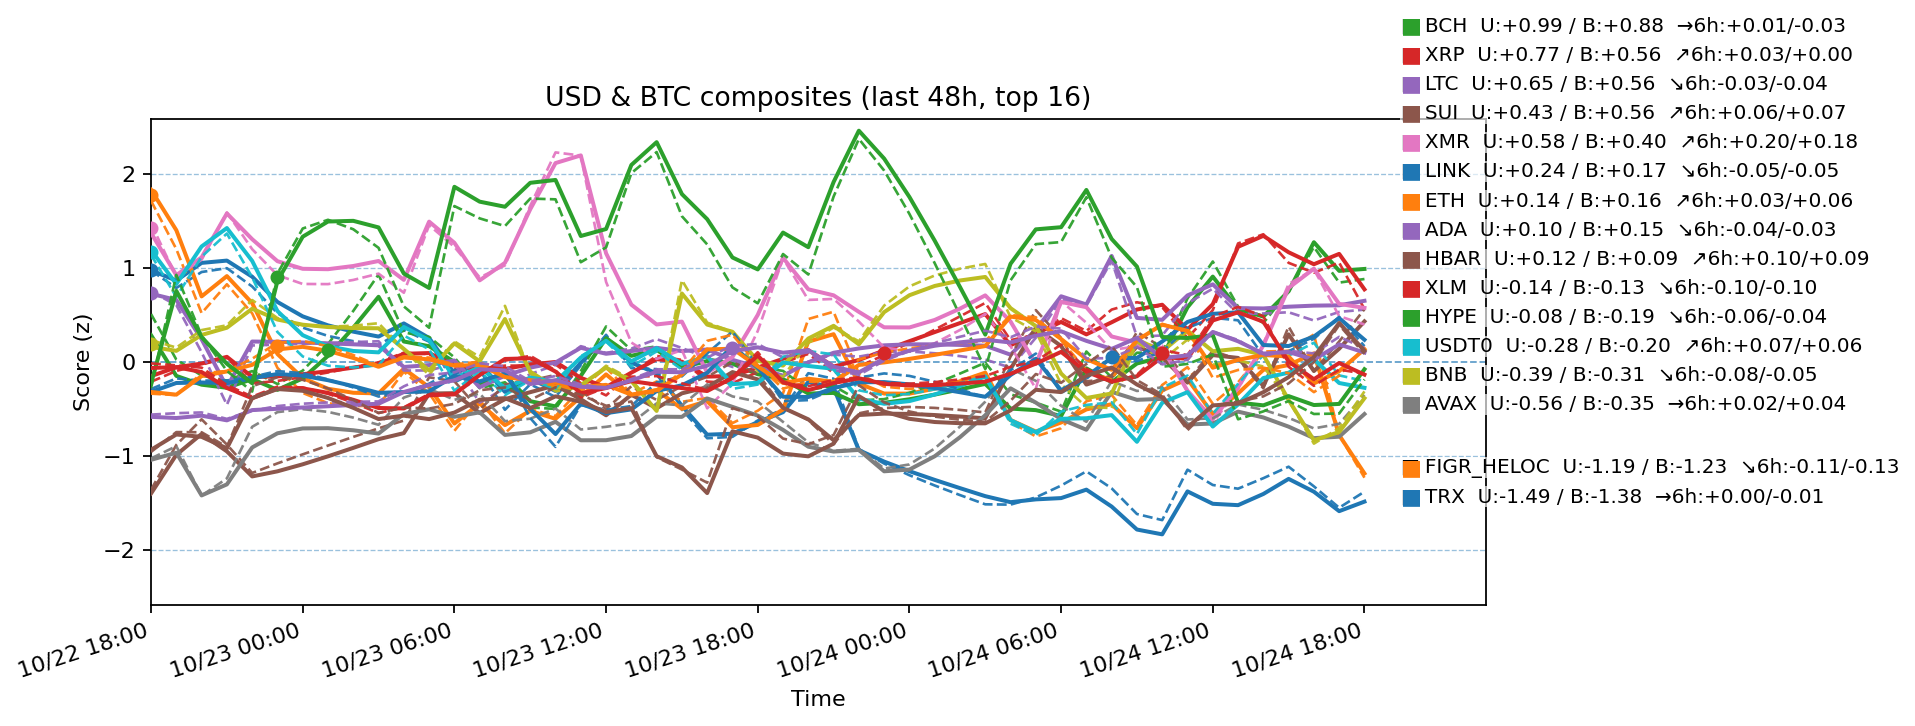 BCH  U:+0.99 / B:+0.88  →6h:+0.01/-0.03
XRP  U:+0.77 / B:+0.56  ↗6h:+0.03/+0.00
LTC  U:+0.65 / B:+0.56  ↘6h:-0.03/-0.04
SUI  U:+0.43 / B:+0.56  ↗6h:+0.06/+0.07
XMR  U:+0.58 / B:+0.40  ↗6h:+0.20/+0.18
LINK  U:+0.24 / B:+0.17  ↘6h:-0.05/-0.05
ETH  U:+0.14 / B:+0.16  ↗6h:+0.03/+0.06
ADA  U:+0.10 / B:+0.15  ↘6h:-0.04/-0.03
HBAR  U:+0.12 / B:+0.09  ↗6h:+0.10/+0.09
XLM  U:-0.14 / B:-0.13  ↘6h:-0.10/-0.10
HYPE  U:-0.08 / B:-0.19  ↘6h:-0.06/-0.04
USDT0  U:-0.28 / B:-0.20  ↗6h:+0.07/+0.06
BNB  U:-0.39 / B:-0.31  ↘6h:-0.08/-0.05
AVAX  U:-0.56 / B:-0.35  →6h:+0.02/+0.04
FIGR_HELOC  U:-1.19 / B:-1.23  ↘6h:-0.11/-0.13
TRX  U:-1.49 / B:-1.38  →6h:+0.00/-0.01
USD & BTC composites (last 48h, top 16)
Score (z)
2
1
0
−1
−2
10/22 18:00
10/23 00:00
10/23 06:00
10/23 12:00
10/23 18:00
10/24 00:00
10/24 06:00
10/24 12:00
10/24 18:00
Time